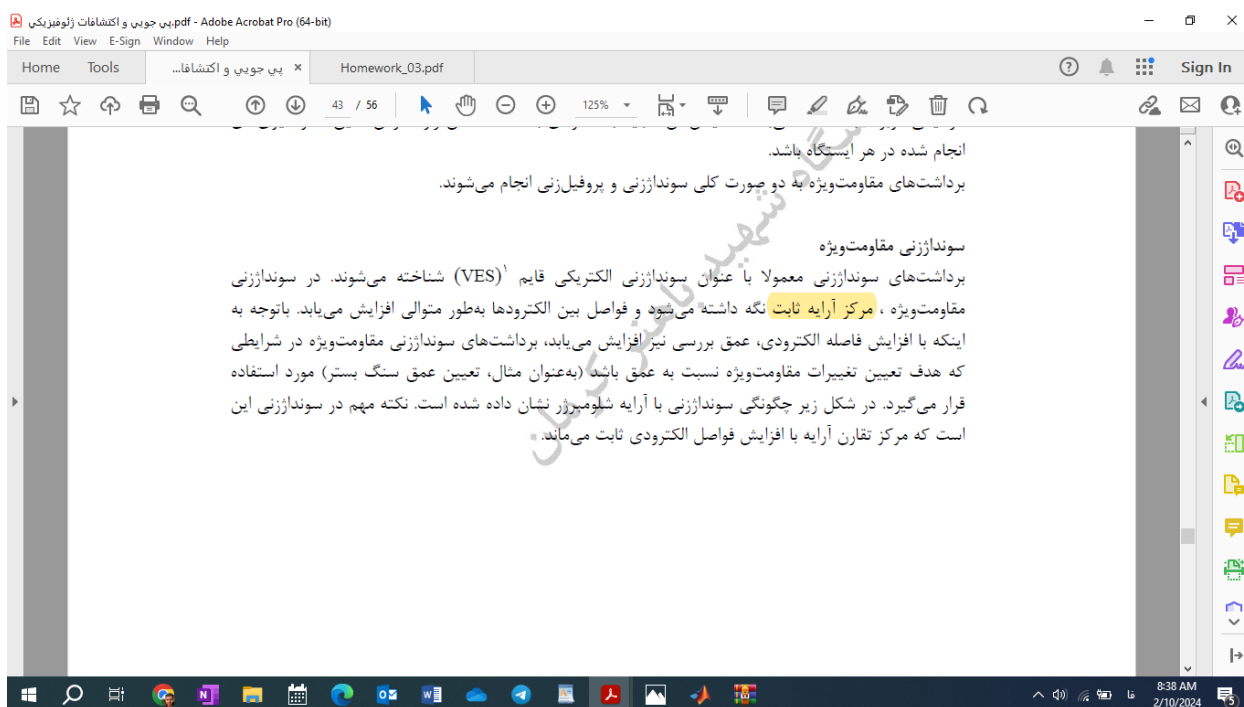 پي جويي و اكتشافات ژئوفيزيكي.pdf - Adobe Acrobat Pro (64-bit)
File Edit View E-Sign Window Help
Home Tools پي جويي و اكتشافا... × Homework_03.pdf Sign In
43 / 56 125%
انجام شده در هر ایستگاه باشد.
برداشت‌های مقاومت‌ویژه به دو صورت کلی سونداژزنی و پروفیل‌زنی انجام می‌شوند.
سونداژزنی مقاومت‌ویژه
برداشت‌های سونداژزنی معمولا با عنوان سونداژزنی الکتریکی قایم ۱(VES) شناخته می‌شوند. در سونداژزنی
مقاومت‌ویژه ، مرکز آرایه ثابت نگه داشته می‌شود و فواصل بین الکترودها به‌طور متوالی افزایش می‌یابد. باتوجه به
اینکه با افزایش فاصله الکترودی، عمق بررسی نیز افزایش می‌یابد، برداشت‌های سونداژزنی مقاومت‌ویژه در شرایطی
که هدف تعیین تغییرات مقاومت‌ویژه نسبت به عمق باشد (به‌عنوان مثال، تعیین عمق سنگ بستر) مورد استفاده
قرار می‌گیرد. در شکل زیر چگونگی سونداژزنی با آرایه شلومبرژر نشان داده شده است. نکته مهم در سونداژزنی این
است که مرکز تقارن آرایه با افزایش فواصل الکترودی ثابت می‌ماند.
شهید باهنر کرمان
فا 8:38 AM
2/10/2024 5